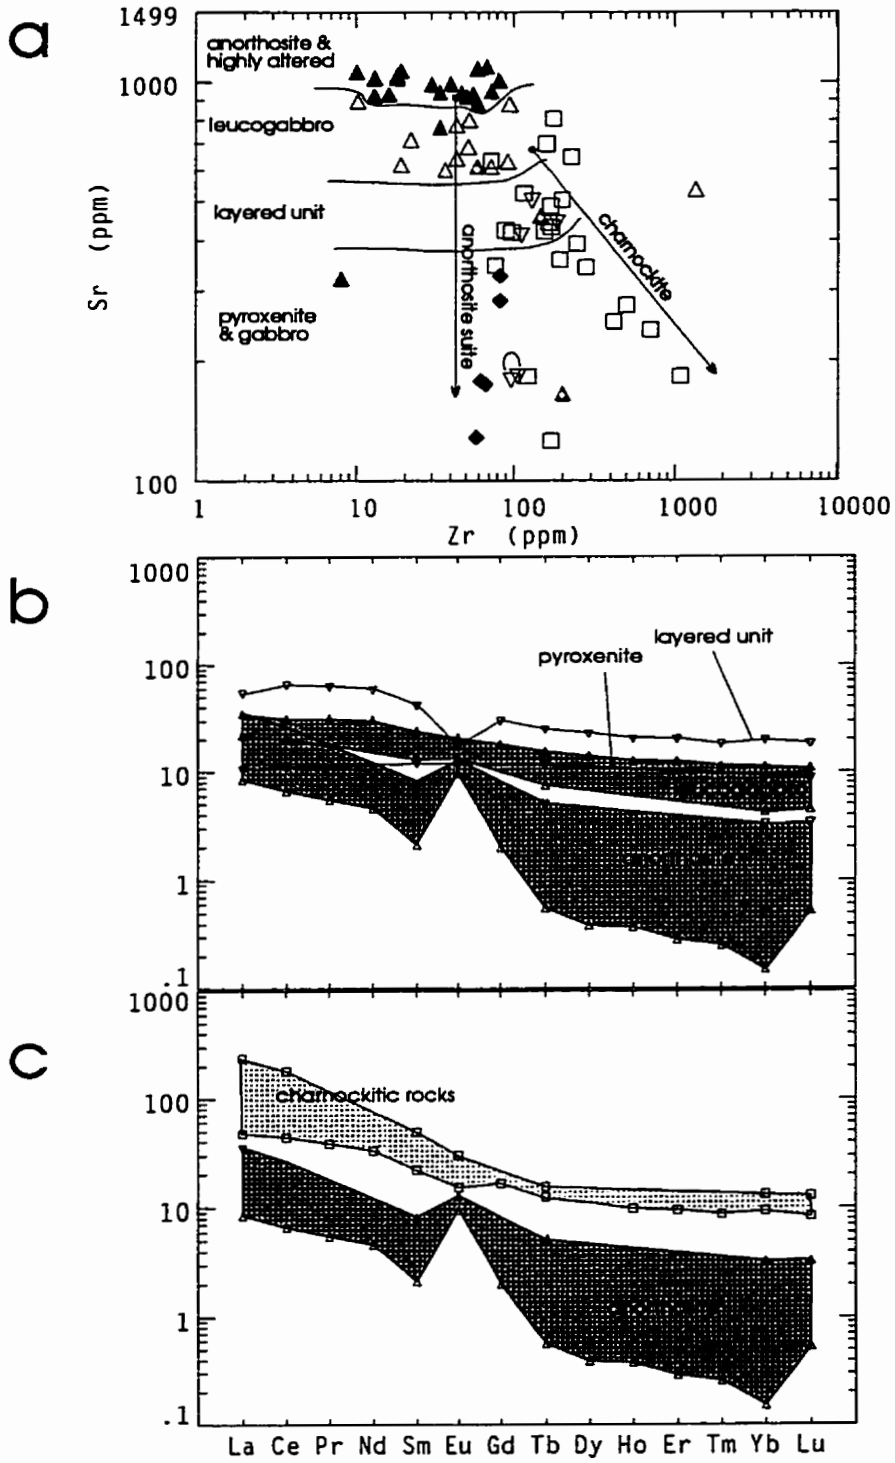 a
1499
1000
100
Sr (ppm)
anorthosite &
highly altered
leucogabbro
layered unit
pyroxenite
& gabbro
anorthosite suite
charnockite
1
10
100
1000
10000
Zr (ppm)
b
1000
100
10
1
.1
pyroxenite
layered unit
c
1000
100
10
1
.1
charnockitic rocks
La Ce Pr Nd Sm Eu Gd Tb Dy Ho Er Tm Yb Lu